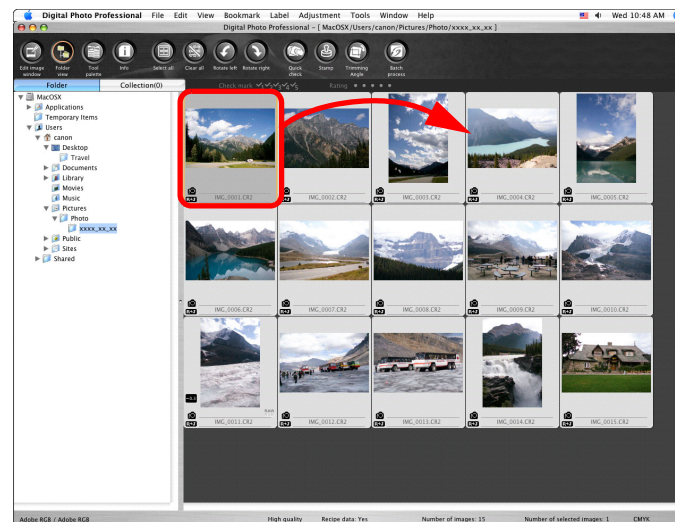 Digital Photo Professional File Edit View Bookmark Label Adjustment Tools Window Help Wed 10:48 AM
Digital Photo Professional – [ MacOSX/Users/canon/Pictures/Photo/xxxx_xx_xx ]
Edit image window
Folder view
Tool palette
Info
Select all
Clear all
Rotate left
Rotate right
Quick check
Stamp
Trimming Angle
Batch process
Folder
Collection(0)
Check mark 1 2 3 4 5
Rating:
MacOSX
Applications
Temporary Items
Users
canon
Desktop
Travel
Documents
Library
Movies
Music
Pictures
Photo
xxxx_xx_xx
Public
Sites
Shared
R+J IMG_0001.CR2
R+J IMG_0002.CR2
R+J IMG_0003.CR2
R+J IMG_0004.CR2
R+J IMG_0005.CR2
R+J IMG_0006.CR2
R+J IMG_0007.CR2
R+J IMG_0008.CR2
R+J IMG_0009.CR2
R+J IMG_0010.CR2
RAW
R+J IMG_0011.CR2
R+J IMG_0012.CR2
R+J IMG_0013.CR2
R+J IMG_0014.CR2
R+J IMG_0015.CR2
Adobe RGB / Adobe RGB
High quality
Recipe data: Yes
Number of images: 15
Number of selected images: 1
CMYK